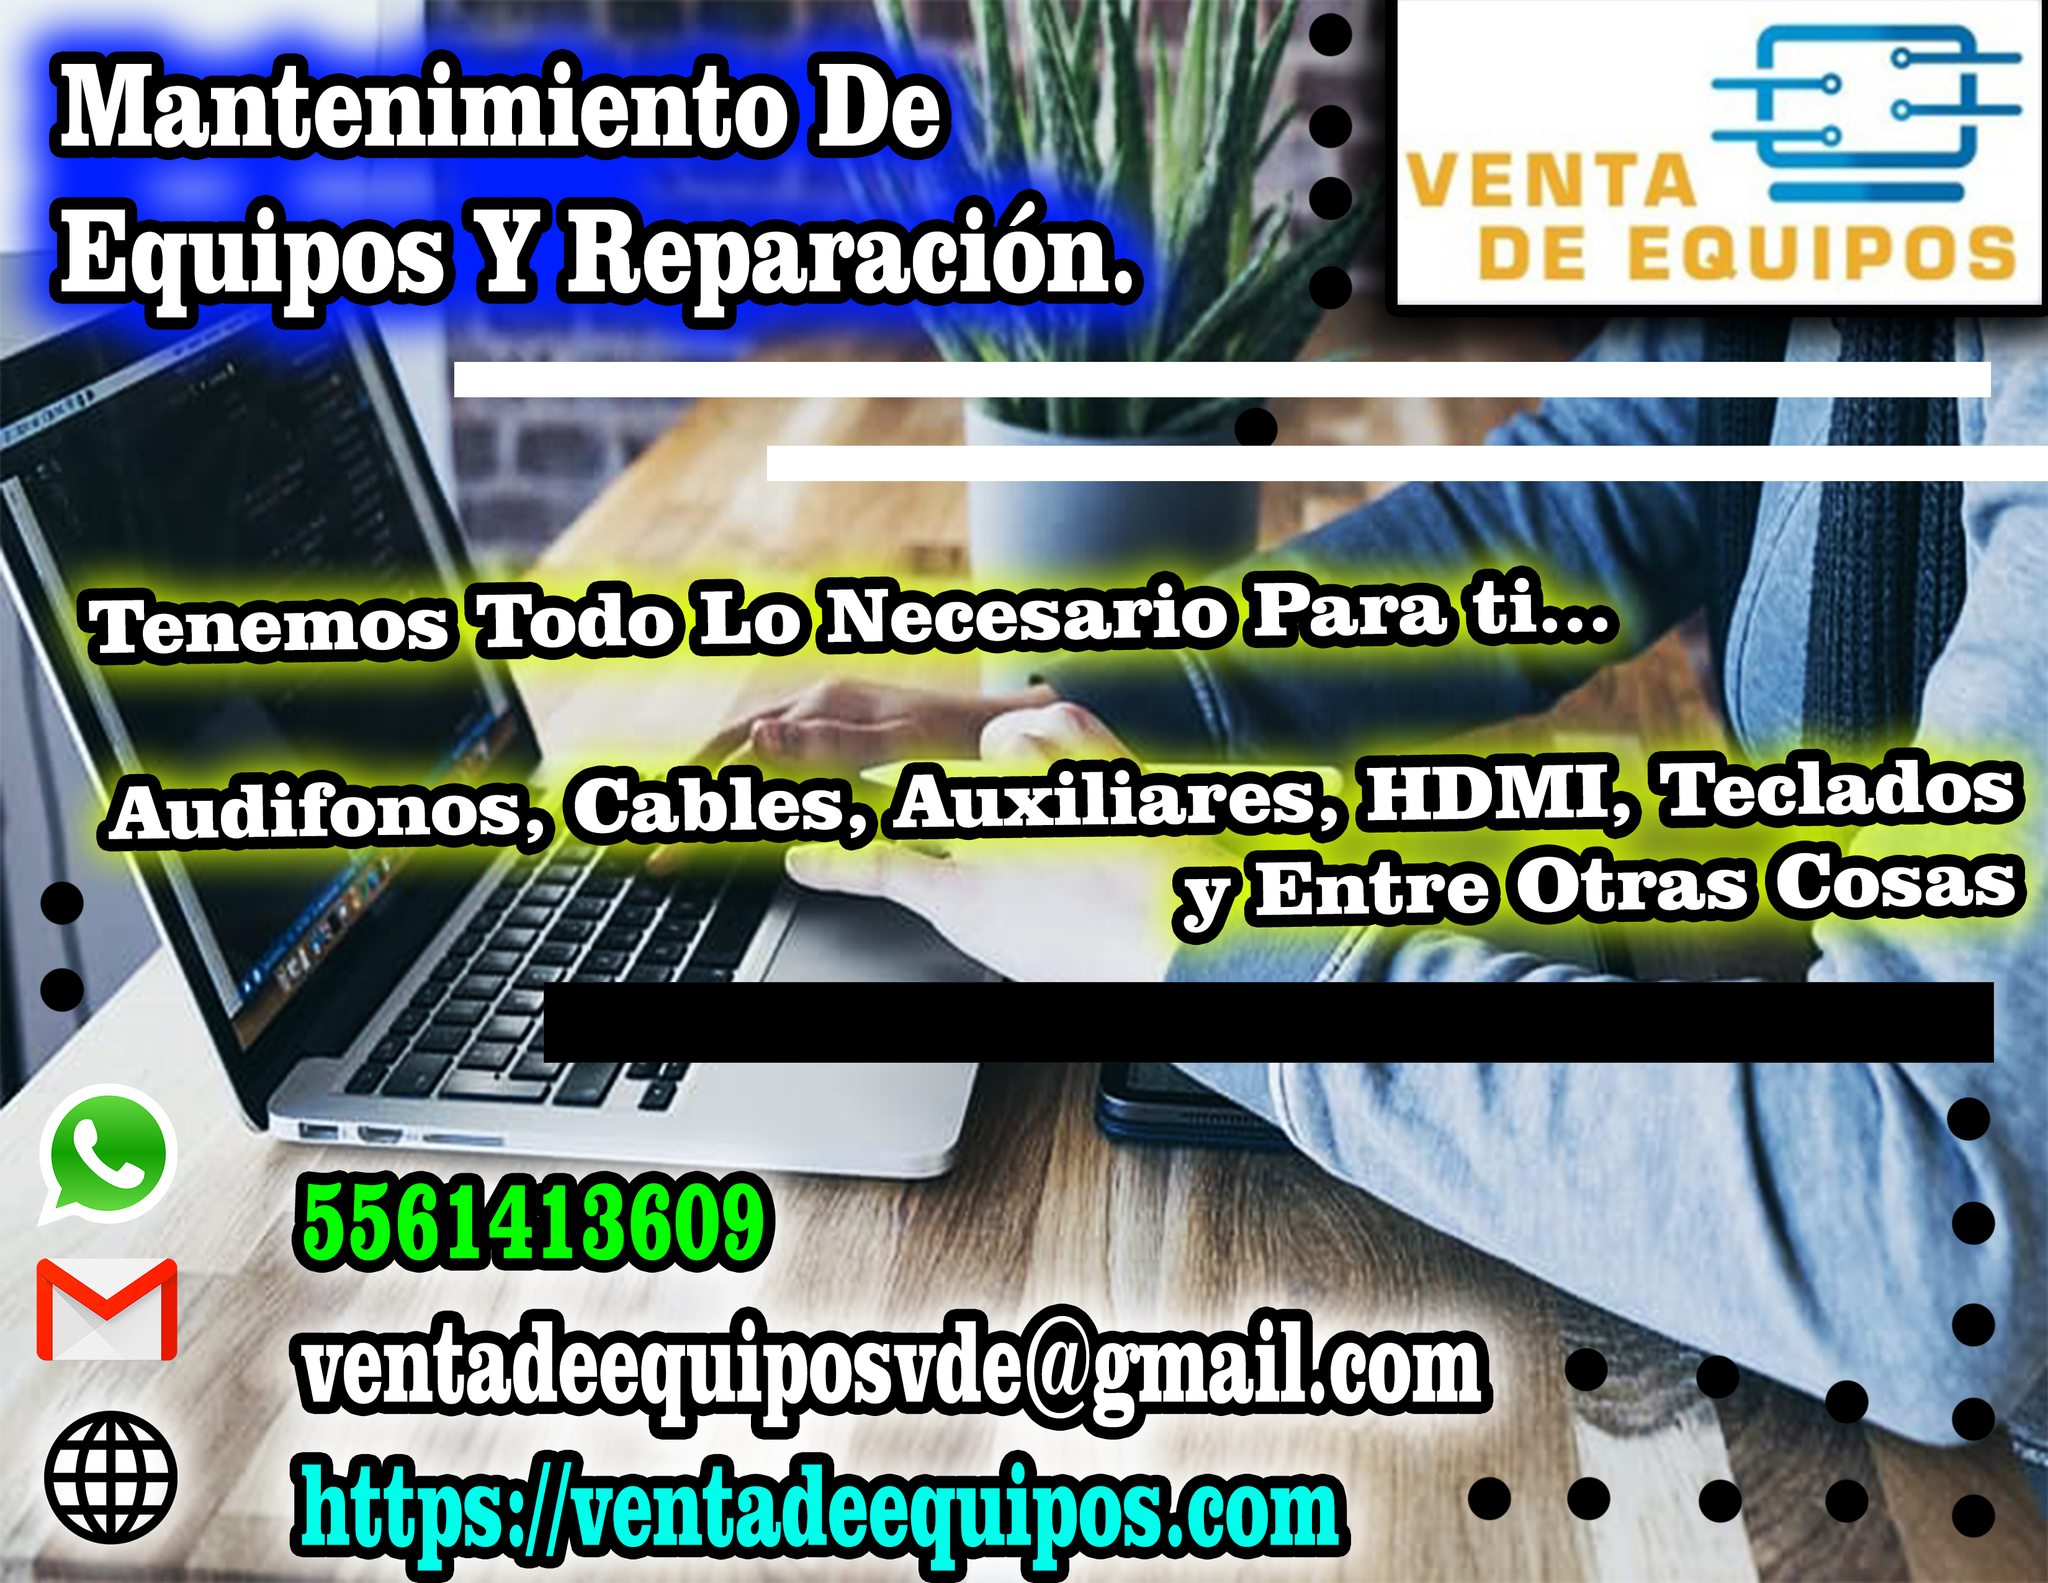 Mantenimiento De
Equipos Y Reparación.
VENTA
DE EQUIPOS
Tenemos Todo Lo Necesario Para ti...
Audifonos, Cables, Auxiliares, HDMI, Teclados
y Entre Otras Cosas
5561413609
ventadeequiposvde@gmail.com
https://ventadeequipos.com